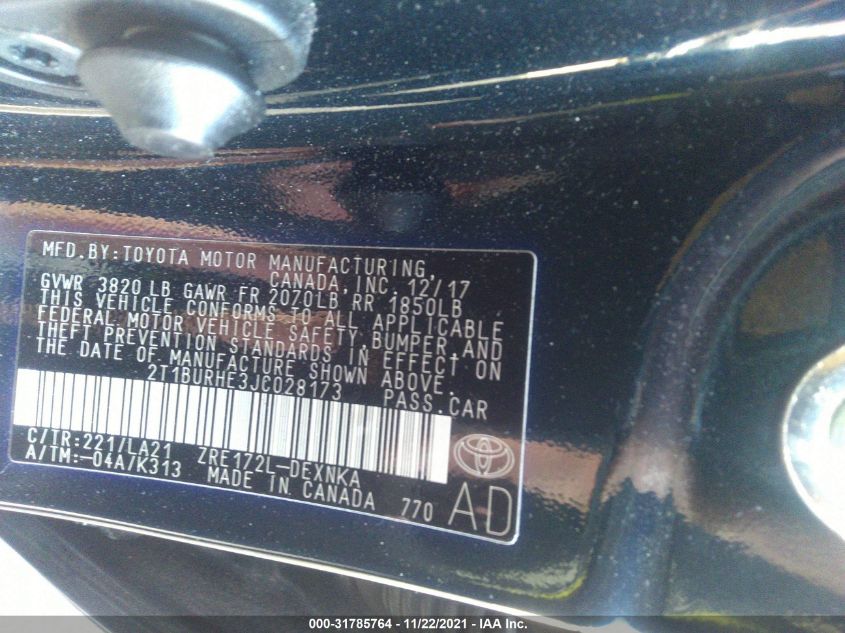 MFD.BY:TOYOTA MOTOR MANUFACTURING,
CANADA,INC. 12/17
GVWR 3820LB GAWR FR 2070LB RR 1850LB
THIS VEHICLE CONFORMS TO ALL APPLICABLE
FEDERAL MOTOR VEHICLE SAFETY,BUMPER,AND
THEFT PREVENTION STANDARDS IN EFFECT ON
THE DATE OF MANUFACTURE SHOWN ABOVE.
2T1BURHE3JC028173 PASS.CAR
C/TR:221/LA21 ZRE172L-DEXNKA
A/TM:-04A/K313 MADE IN CANADA 770 AD
000-31785764 - 11/22/2021 - IAA Inc.